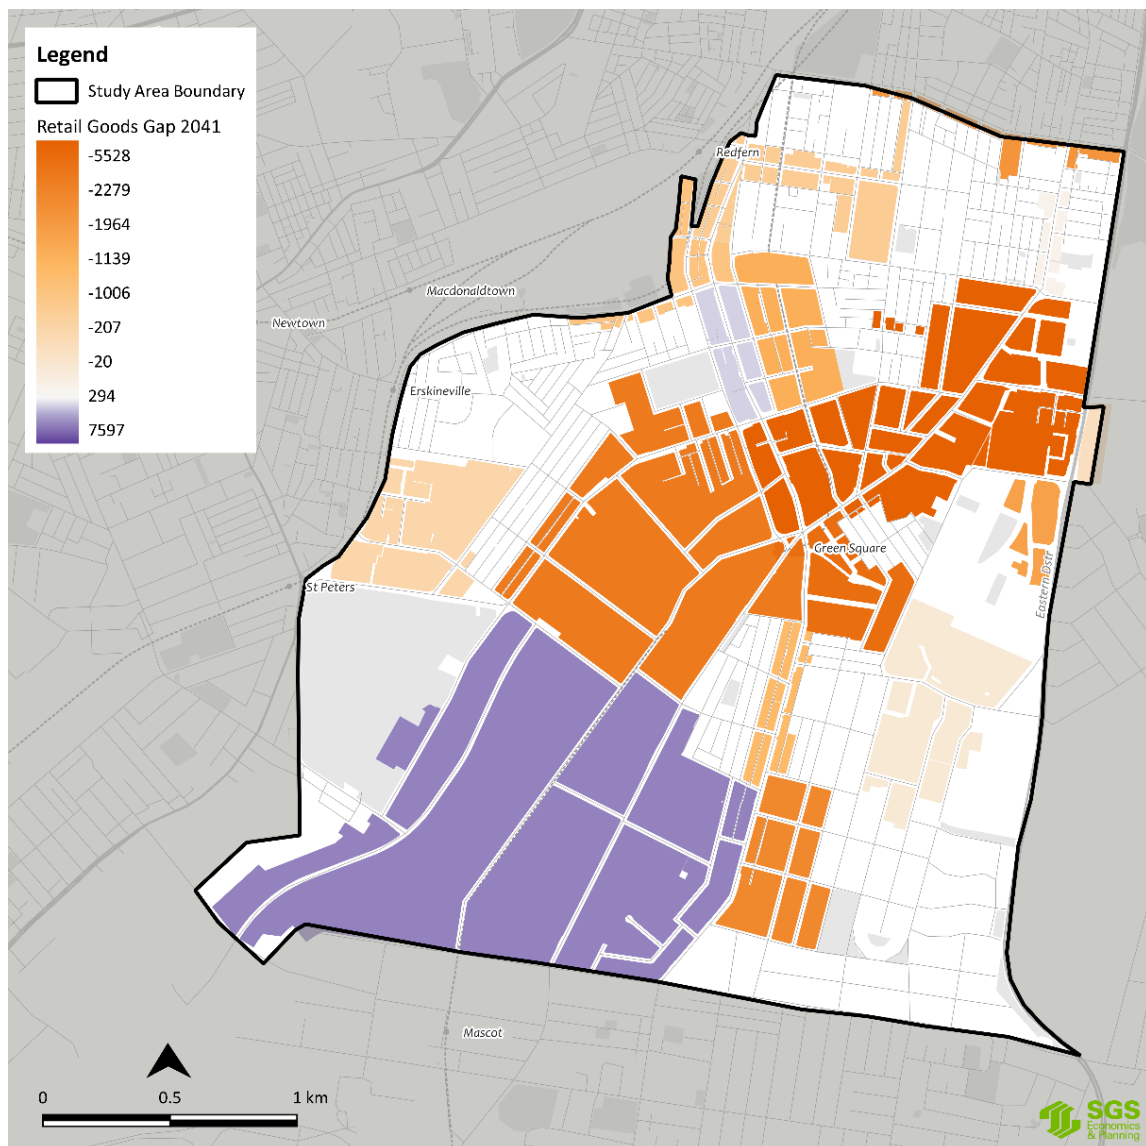 Legend
Study Area Boundary
Retail Goods Gap 2041
-5528
-2279
-1964
-1139
-1006
-207
-20
294
7597
Redfern
Macdonaldtown
Newtown
Erskineville
Green Square
Eastern Dstr
St Peters
Mascot
0 0.5 1 km
SGS
Economics
& Planning